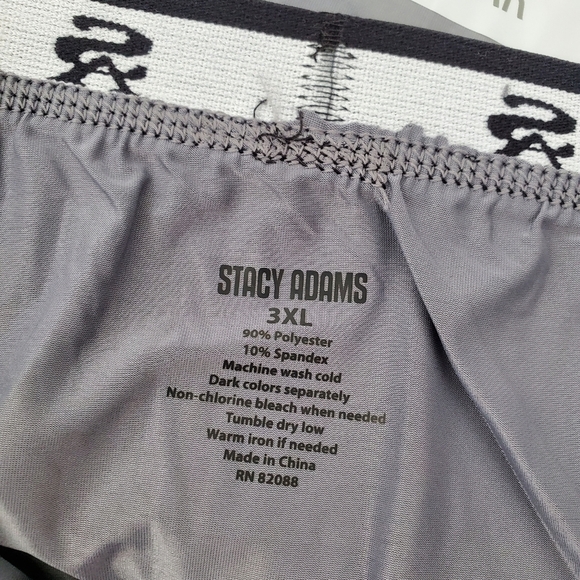 STACY ADAMS
3XL
90% Polyester
10% Spandex
Machine wash cold
Dark colors separately
Non-chlorine bleach when needed
Tumble dry low
Warm iron if needed
Made in China
RN 82088